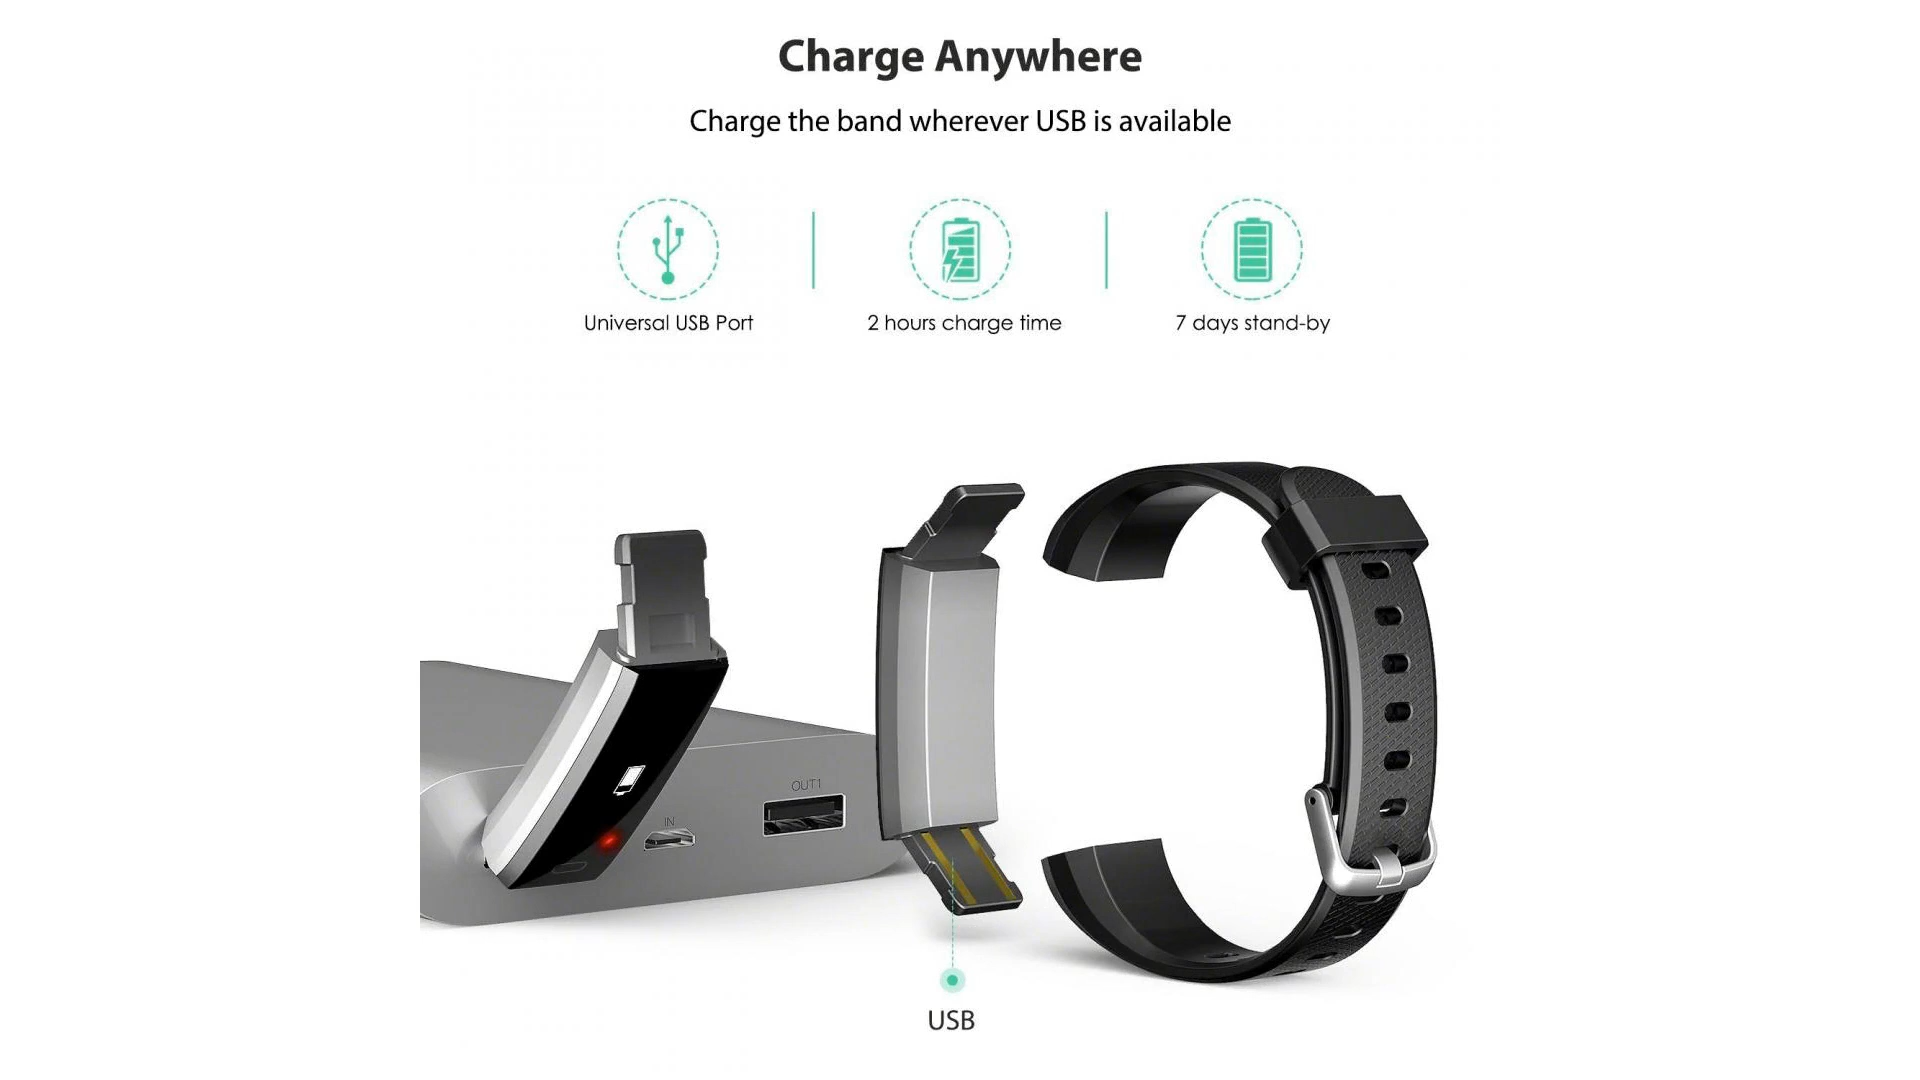 Charge Anywhere
Charge the band wherever USB is available
Universal USB Port
2 hours charge time
7 days stand-by
OUT1
IN
USB